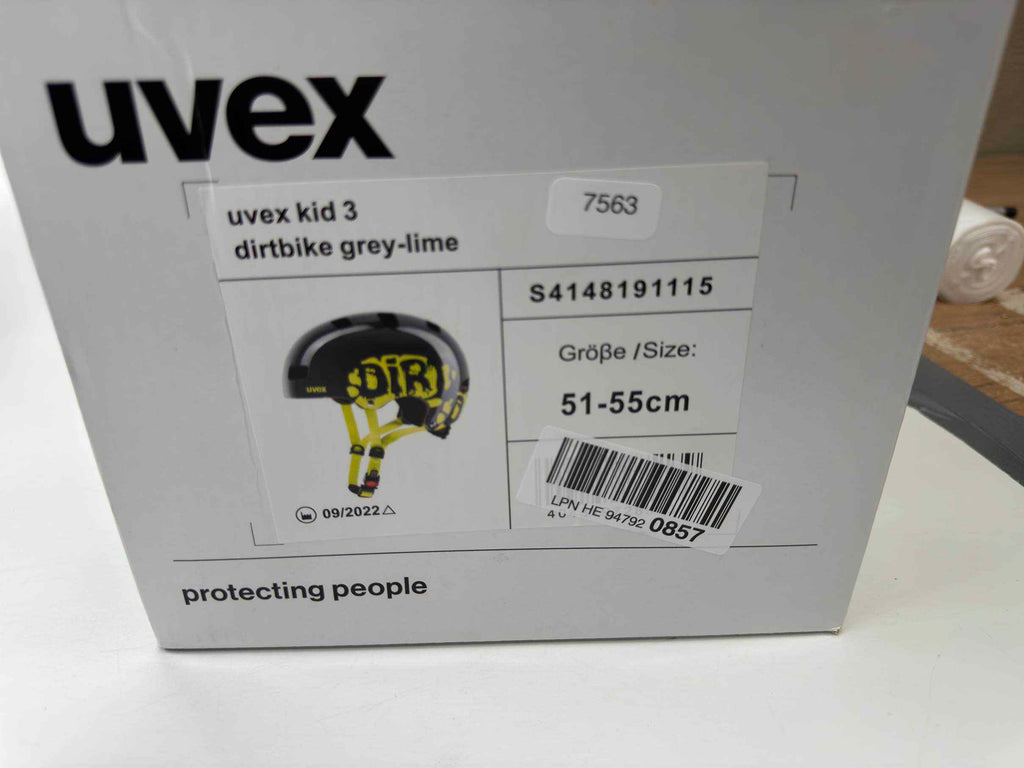 uvex
uvex kid 3
dirtbike grey-lime
7563
S4148191115
Größe /Size:
51-55cm
uvex
DiRT
09/2022
LPN HE 94792 0857
protecting people